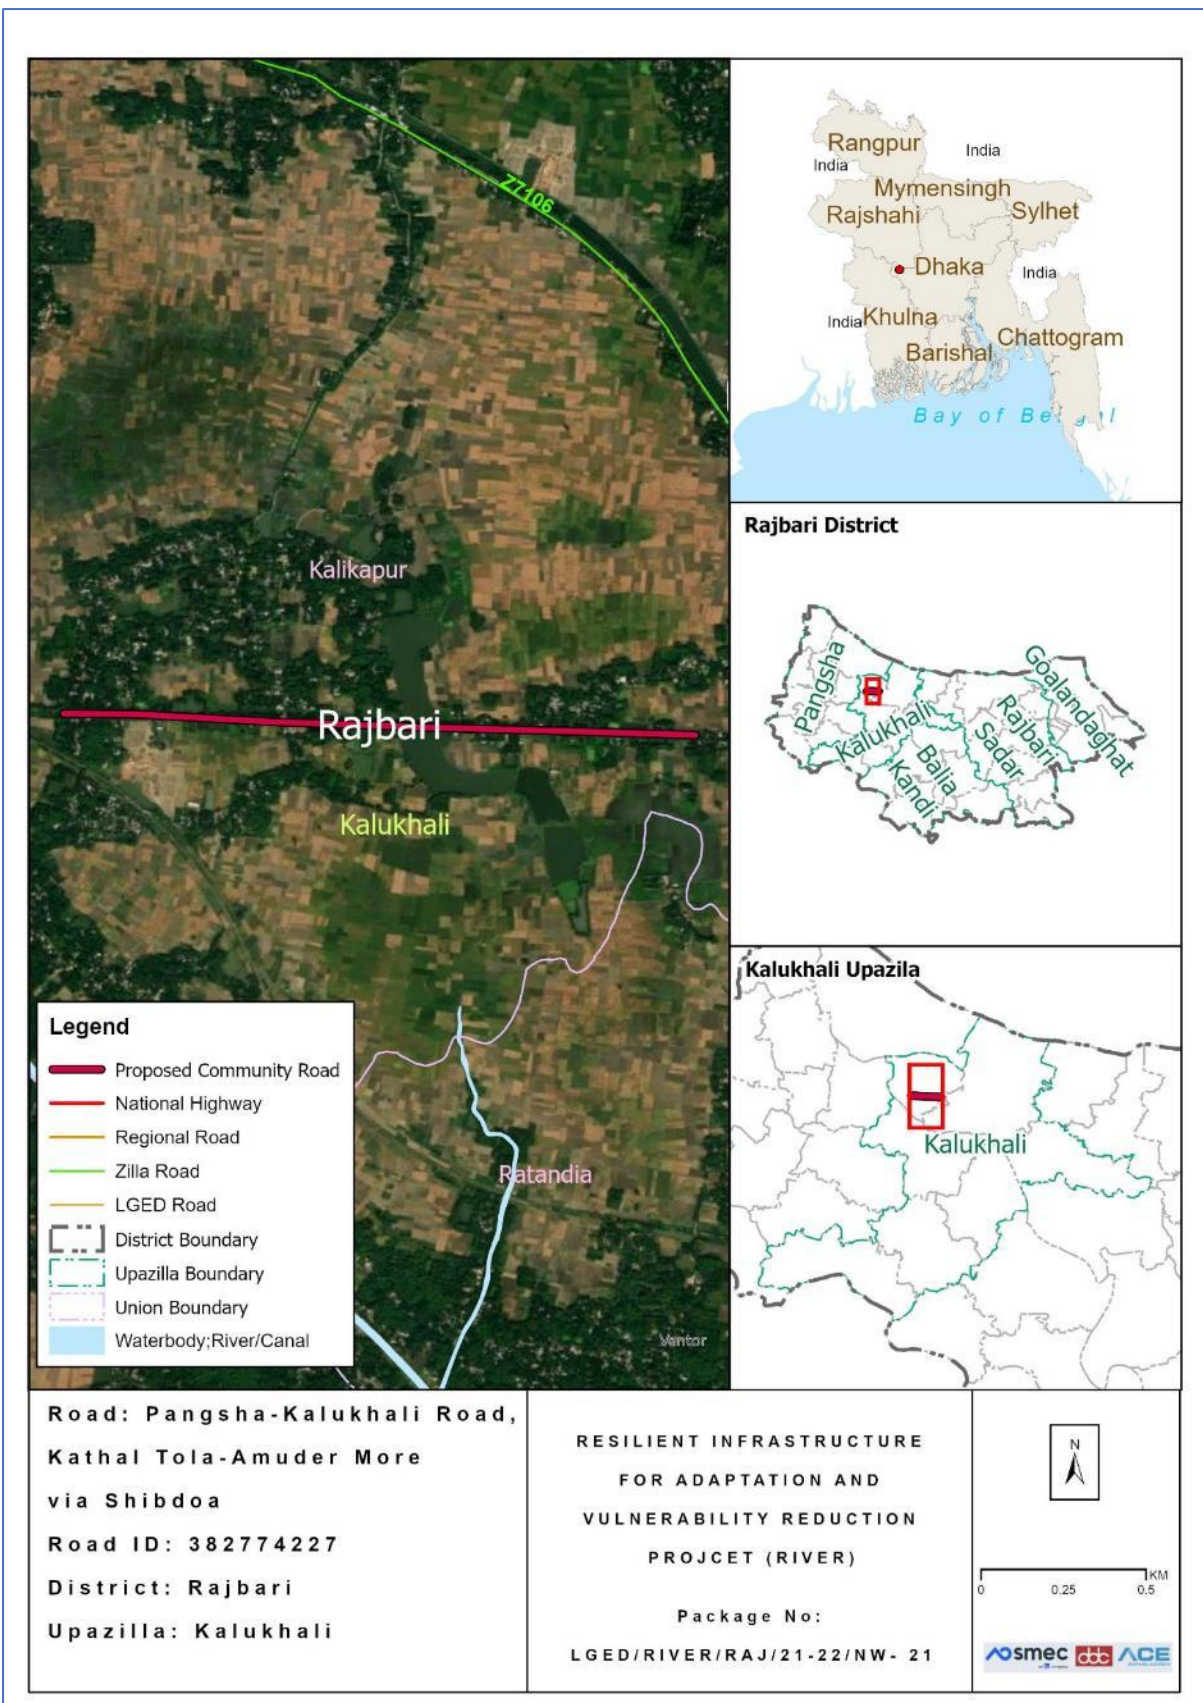 Z7106
Kalikapur
Rajbari
Kalukhali
Ratandia
Vantor
Legend
Proposed Community Road
National Highway
Regional Road
Zilla Road
LGED Road
District Boundary
Upazilla Boundary
Union Boundary
Waterbody;River/Canal
Rangpur
India
India
Mymensingh
Rajshahi
Sylhet
Dhaka
India
India
Khulna
Chattogram
Barishal
Bay of Bengal
Rajbari District
Pangsha
Kalukhali
Balia
Kandi
Rajbari
Sadar
Goalandaghat
Kalukhali Upazila
Kalukhali
Road: Pangsha-Kalukhali Road,
Kathal Tola-Amuder More
via Shibdoa
Road ID: 382774227
District: Rajbari
Upazilla: Kalukhali
RESILIENT INFRASTRUCTURE
FOR ADAPTATION AND
VULNERABILITY REDUCTION
PROJCET (RIVER)
Package No:
LGED/RIVER/RAJ/21-22/NW- 21
N
KM
0 0.25 0.5
smec
ddc
ACE